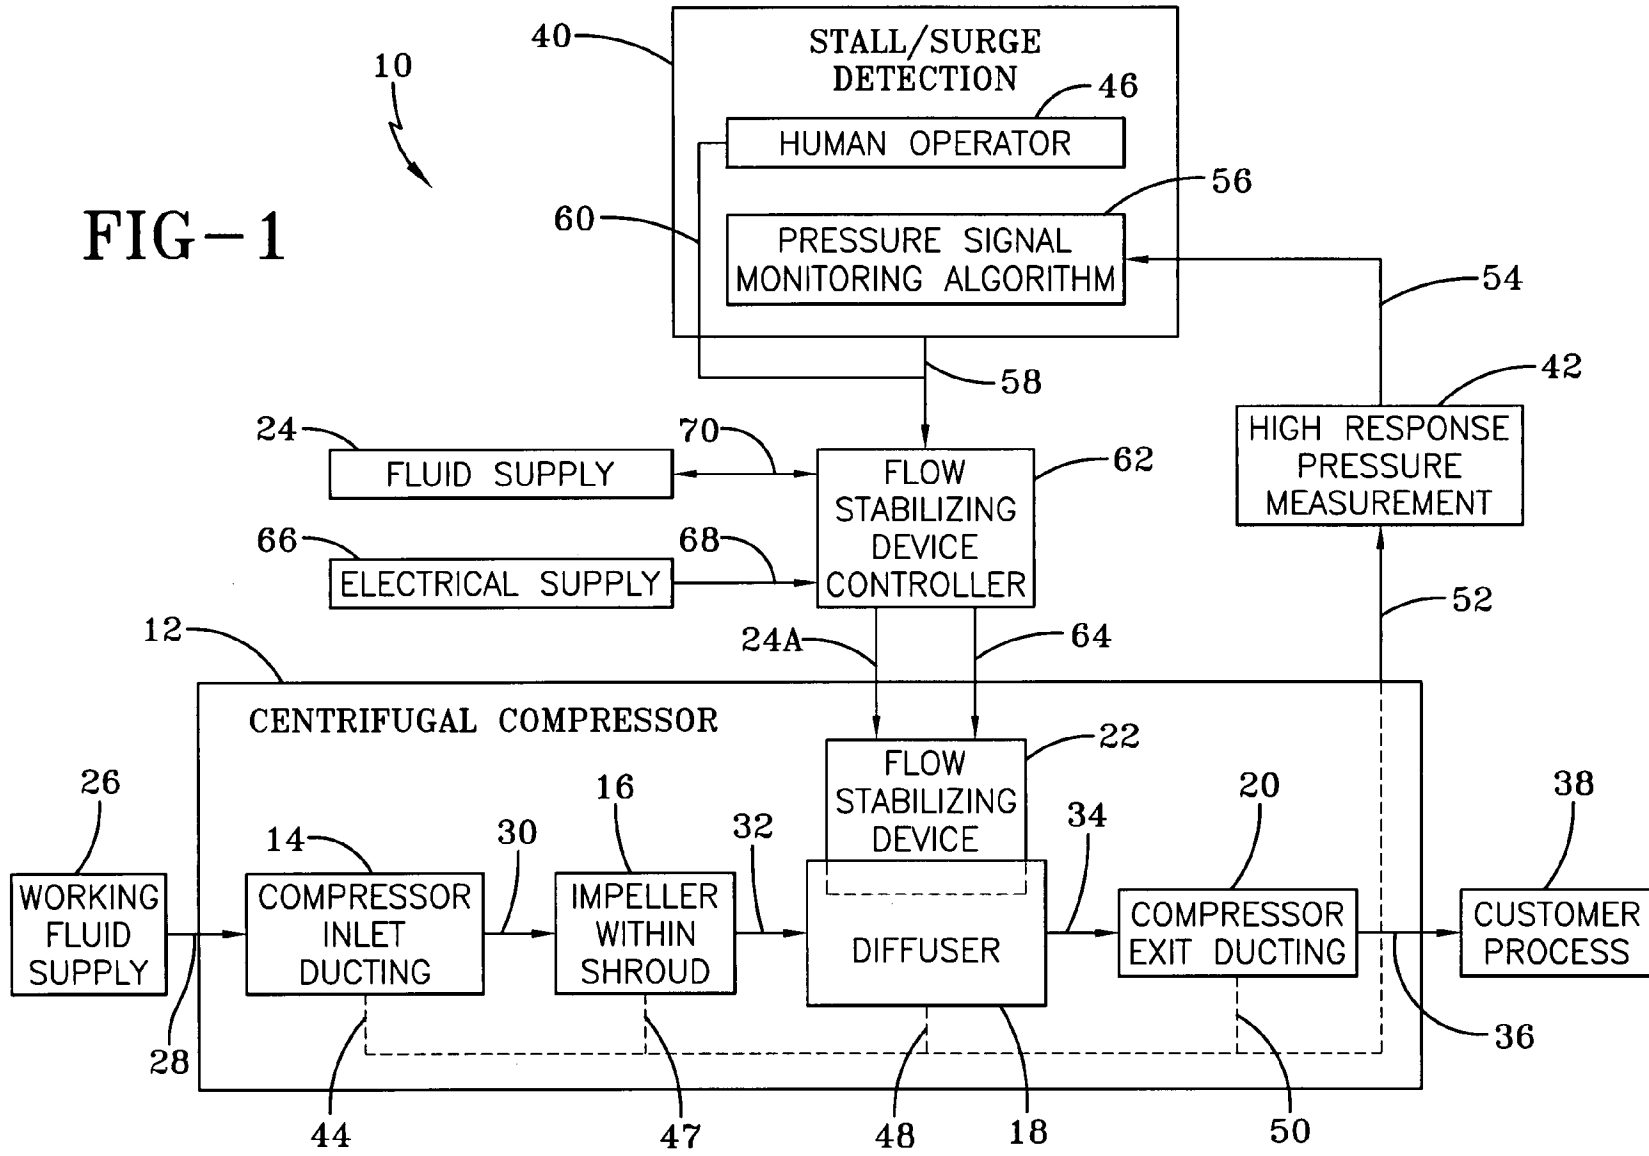 40
STALL/SURGE
DETECTION
10
46
HUMAN OPERATOR
56
FIG-1
60
PRESSURE SIGNAL
MONITORING ALGORITHM
54
58
42
24
70
FLUID SUPPLY
FLOW
STABILIZING
DEVICE
CONTROLLER
62
HIGH RESPONSE
PRESSURE
MEASUREMENT
66
68
ELECTRICAL SUPPLY
52
12
24A
64
CENTRIFUGAL COMPRESSOR
22
FLOW
STABILIZING
DEVICE
26
16
20
38
14
30
32
34
WORKING
FLUID
SUPPLY
COMPRESSOR
INLET
DUCTING
IMPELLER
WITHIN
SHROUD
DIFFUSER
COMPRESSOR
EXIT DUCTING
CUSTOMER
PROCESS
28
36
44
47
48
18
50